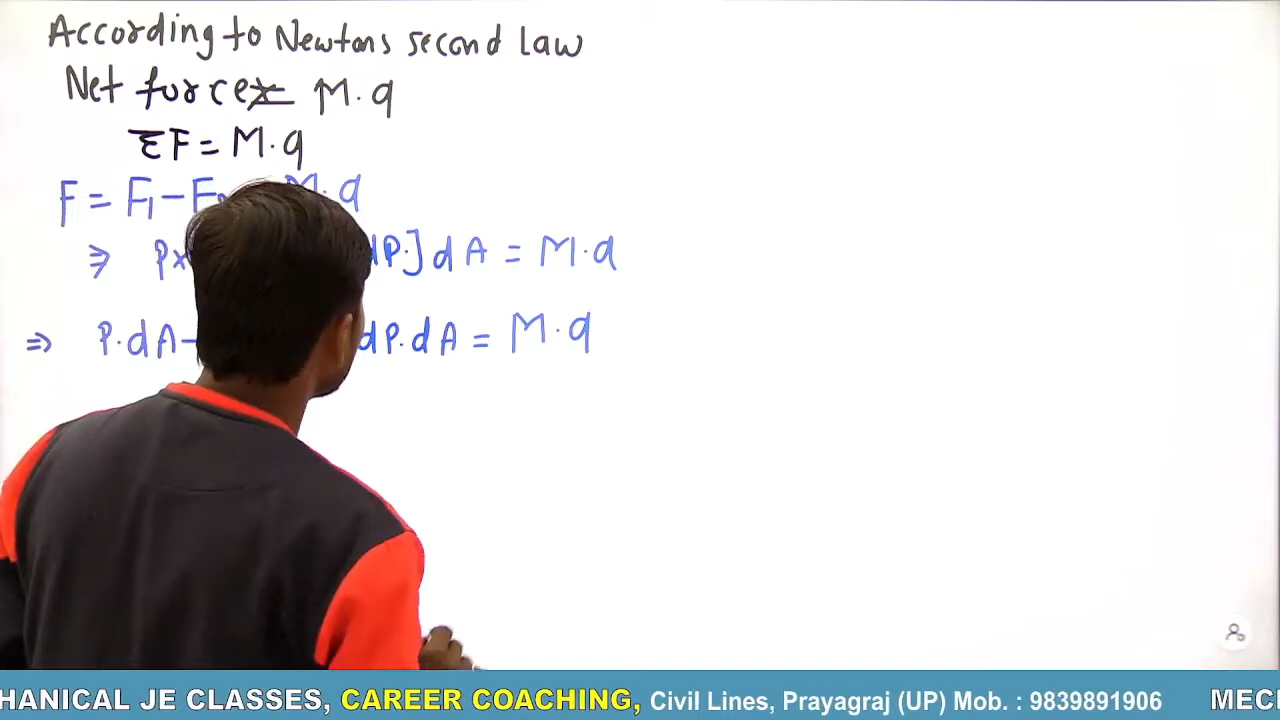 According to Newtons second law
Net force M.a
ΣF = M.a
F = F1 - F M.a
⇒ P× dP.] dA = M.a
⇒ P.dA - dP.dA = M.a
HANICAL JE CLASSES, CAREER COACHING, Civil Lines, Prayagraj (UP) Mob. : 9839891906 MEC